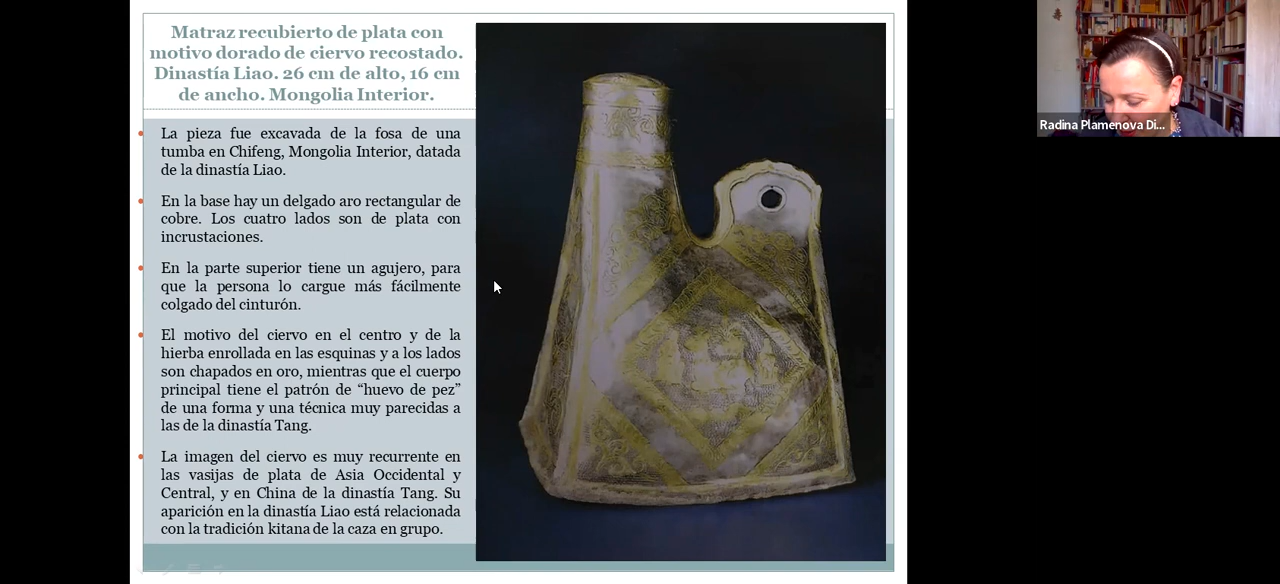 Matraz recubierto de plata con
motivo dorado de ciervo recostado.
Dinastía Liao. 26 cm de alto, 16 cm
de ancho. Mongolia Interior.
• La pieza fue excavada de la fosa de una
tumba en Chifeng, Mongolia Interior, datada
de la dinastía Liao.
• En la base hay un delgado aro rectangular de
cobre. Los cuatro lados son de plata con
incrustaciones.
• En la parte superior tiene un agujero, para
que la persona lo cargue más fácilmente
colgado del cinturón.
• El motivo del ciervo en el centro y de la
hierba enrollada en las esquinas y a los lados
son chapados en oro, mientras que el cuerpo
principal tiene el patrón de “huevo de pez”
de una forma y una técnica muy parecidas a
las de la dinastía Tang.
• La imagen del ciervo es muy recurrente en
las vasijas de plata de Asia Occidental y
Central, y en China de la dinastía Tang. Su
aparición en la dinastía Liao está relacionada
con la tradición kitana de la caza en grupo.
Radina Plamenova Di...